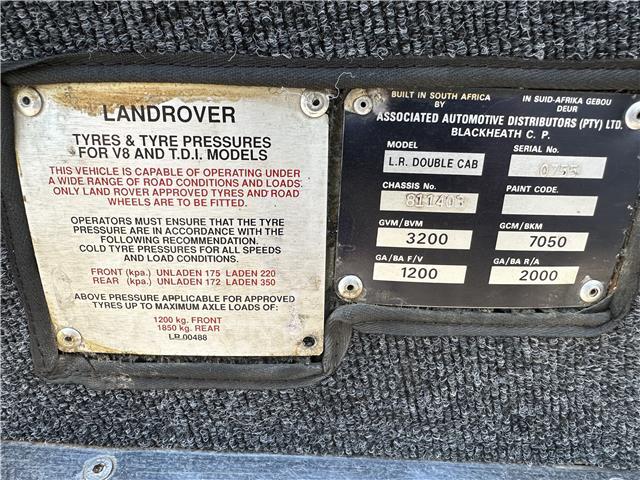 LANDROVER
TYRES & TYRE PRESSURES
FOR V8 AND T.D.I. MODELS
THIS VEHICLE IS CAPABLE OF OPERATING UNDER
A WIDE RANGE OF ROAD CONDITIONS AND LOADS.
ONLY LAND ROVER APPROVED TYRES AND ROAD
WHEELS ARE TO BE FITTED.
OPERATORS MUST ENSURE THAT THE TYRE
PRESSURE ARE IN ACCORDANCE WITH THE
FOLLOWING RECOMMENDATION.
COLD TYRE PRESSURES FOR ALL SPEEDS
AND LOAD CONDITIONS.
FRONT (kpa.) UNLADEN 175 LADEN 220
REAR (kpa.) UNLADEN 172 LADEN 350
ABOVE PRESSURE APPLICABLE FOR APPROVED
TYRES UP TO MAXIMUM AXLE LOADS OF:
1200 kg. FRONT
1850 kg. REAR
LR 00488
BUILT IN SOUTH AFRICA BY
IN SUID-AFRIKA GEBOU DEUR
ASSOCIATED AUTOMOTIVE DISTRIBUTORS (PTY) LTD.
BLACKHEATH C. P.
MODEL
L.R. DOUBLE CAB
SERIAL No.
0755
CHASSIS No.
811403
PAINT CODE.
GVM/BVM
3200
GCM/BKM
7050
GA/BA F/V
1200
GA/BA R/A
2000